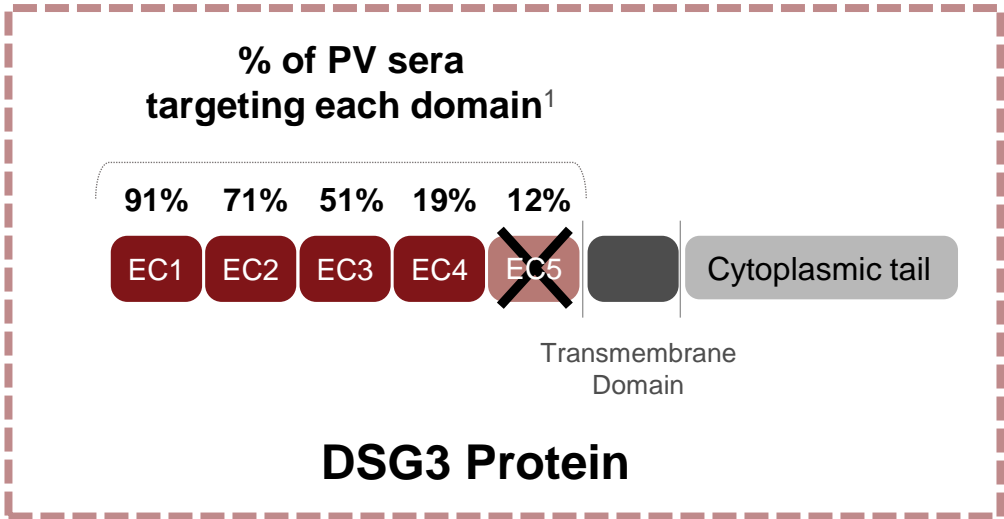 % of PV sera
targeting each domain1
91% 71% 51% 19% 12%
EC1 EC2 EC3 EC4 EC5 Cytoplasmic tail
Transmembrane
Domain
DSG3 Protein